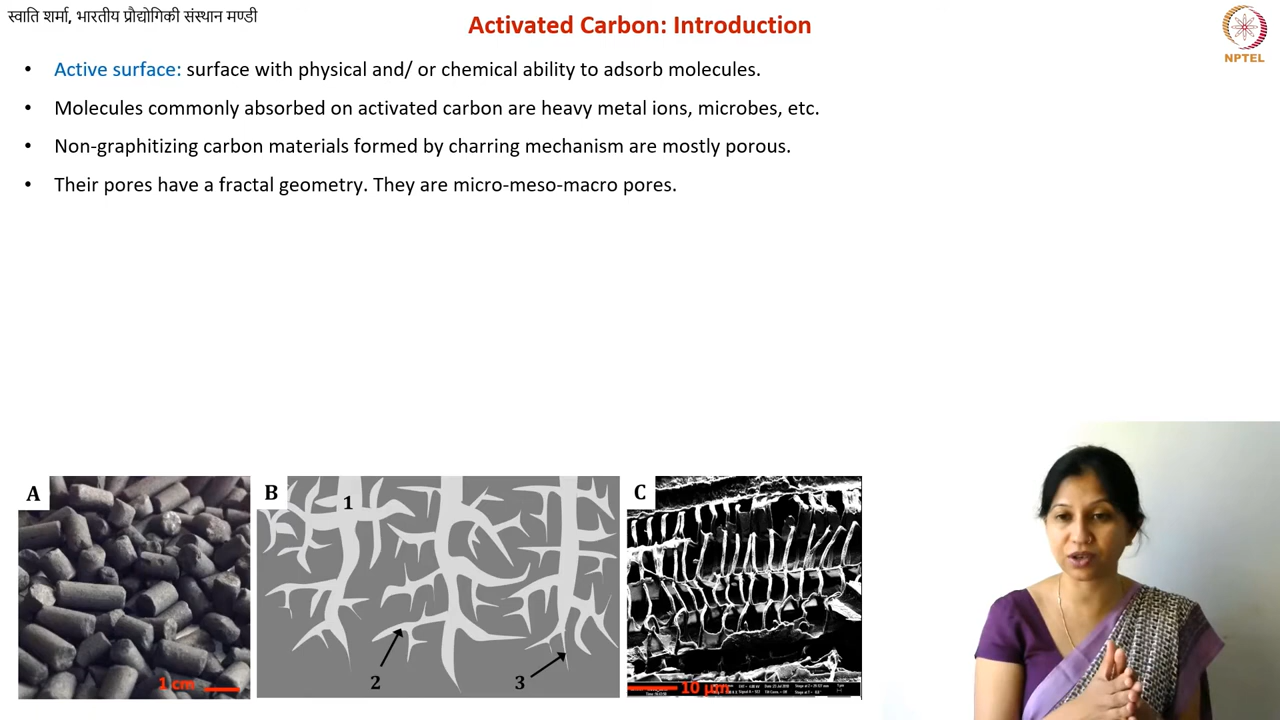 स्वाति शर्मा, भारतीय प्रौद्योगिकी संस्थान मण्डी
Activated Carbon: Introduction
NPTEL
• Active surface: surface with physical and/ or chemical ability to adsorb molecules.
• Molecules commonly absorbed on activated carbon are heavy metal ions, microbes, etc.
• Non-graphitizing carbon materials formed by charring mechanism are mostly porous.
• Their pores have a fractal geometry. They are micro-meso-macro pores.
A
B
C
1
2
3
1 cm
10 µm